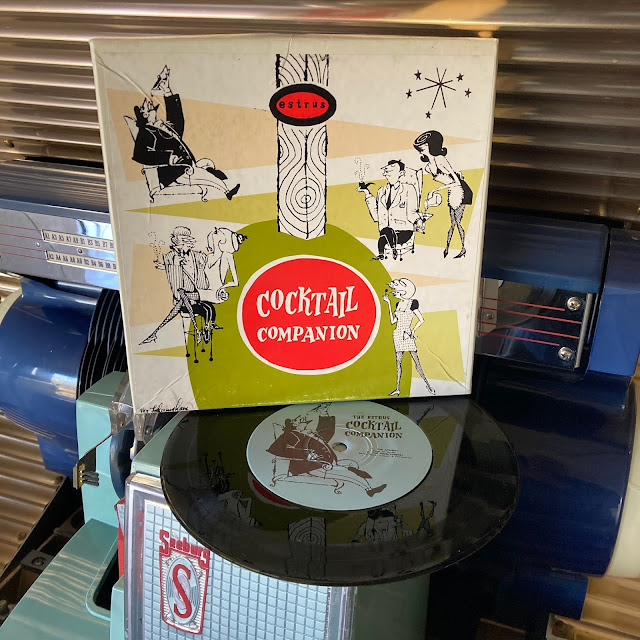 estrus
COCKTAIL
COMPANION
THE ESTRUS
COCKTAIL
COMPANION
Seeburg
S